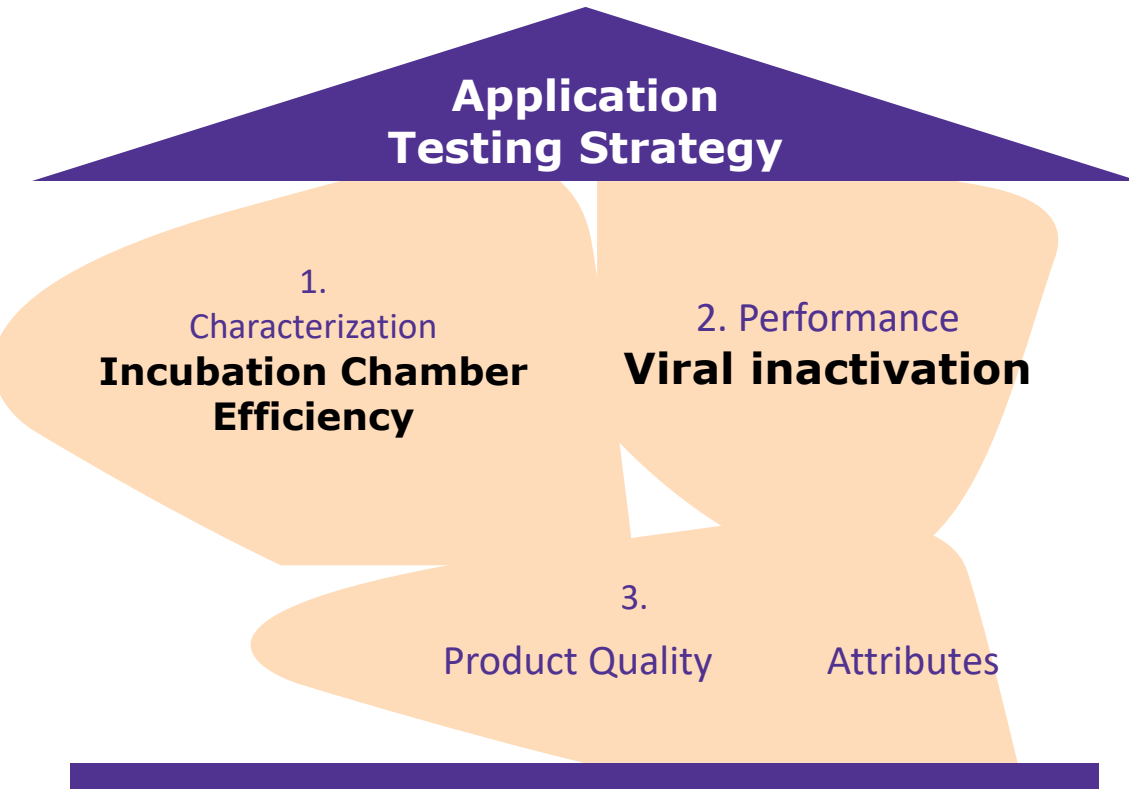 Application
Testing Strategy
1.
Characterization
Incubation Chamber
Efficiency
2. Performance
Viral inactivation
3.
Product Quality Attributes